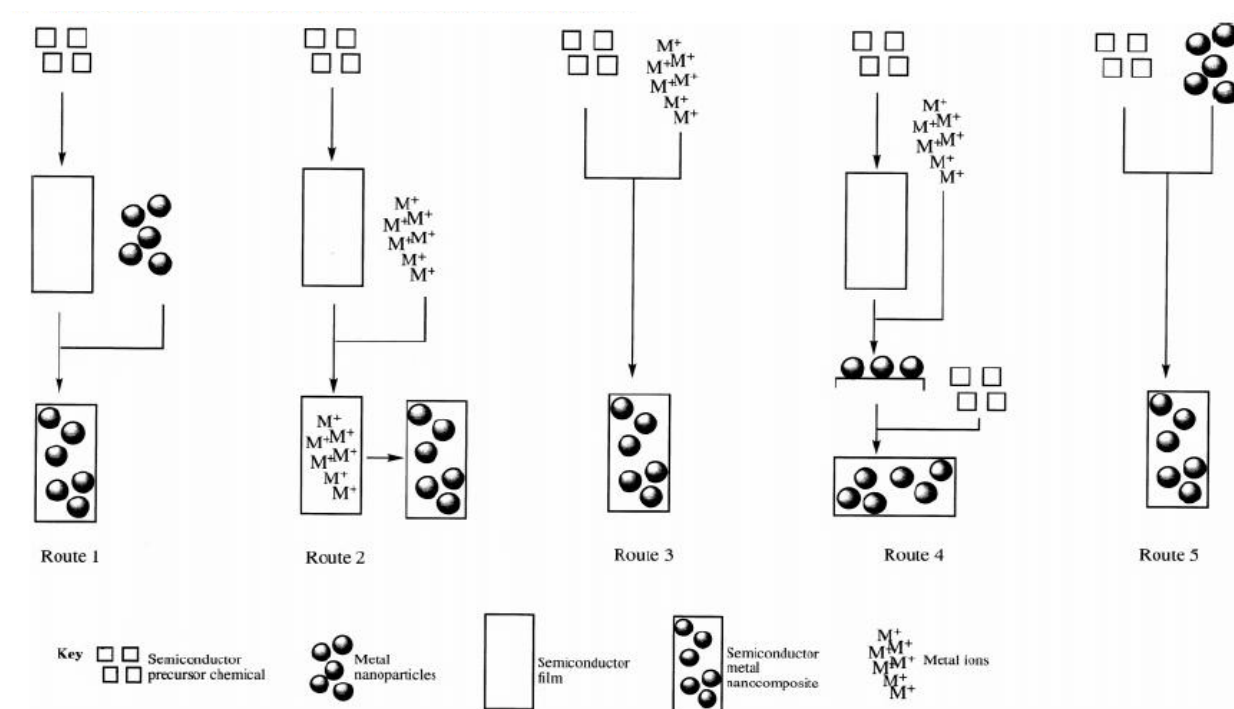 M⁺
M⁺M⁺
M⁺M⁺
M⁺
M⁺
M⁺
M⁺M⁺
M⁺M⁺
M⁺
M⁺
M⁺
M⁺M⁺
M⁺M⁺
M⁺
M⁺
M⁺
M⁺M⁺
M⁺M⁺
M⁺
M⁺
Route 1
Route 2
Route 3
Route 4
Route 5
Key
Semiconductor
precursor chemical
Metal
nanoparticles
Semiconductor
film
Semiconductor
metal
nanocomposite
M⁺
M⁺
M⁺M⁺
M⁺
M⁺
M⁺
Metal ions